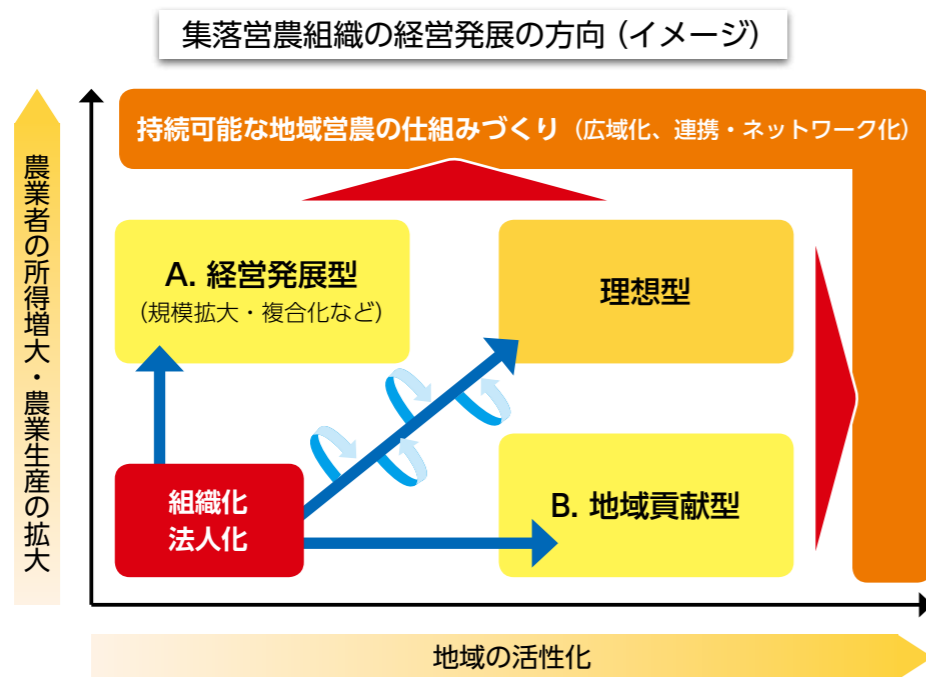 集落営農組織の経営発展の方向（イメージ）
持続可能な地域営農の仕組みづくり（広域化、連携・ネットワーク化）
農業者の所得増大・農業生産の拡大
A. 経営発展型
（規模拡大・複合化など）
理想型
組織化
法人化
B. 地域貢献型
地域の活性化